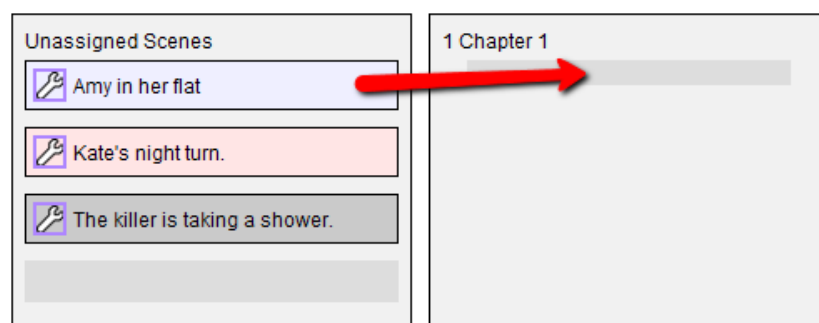 Unassigned Scenes
Amy in her flat
Kate's night turn.
The killer is taking a shower.
1 Chapter 1